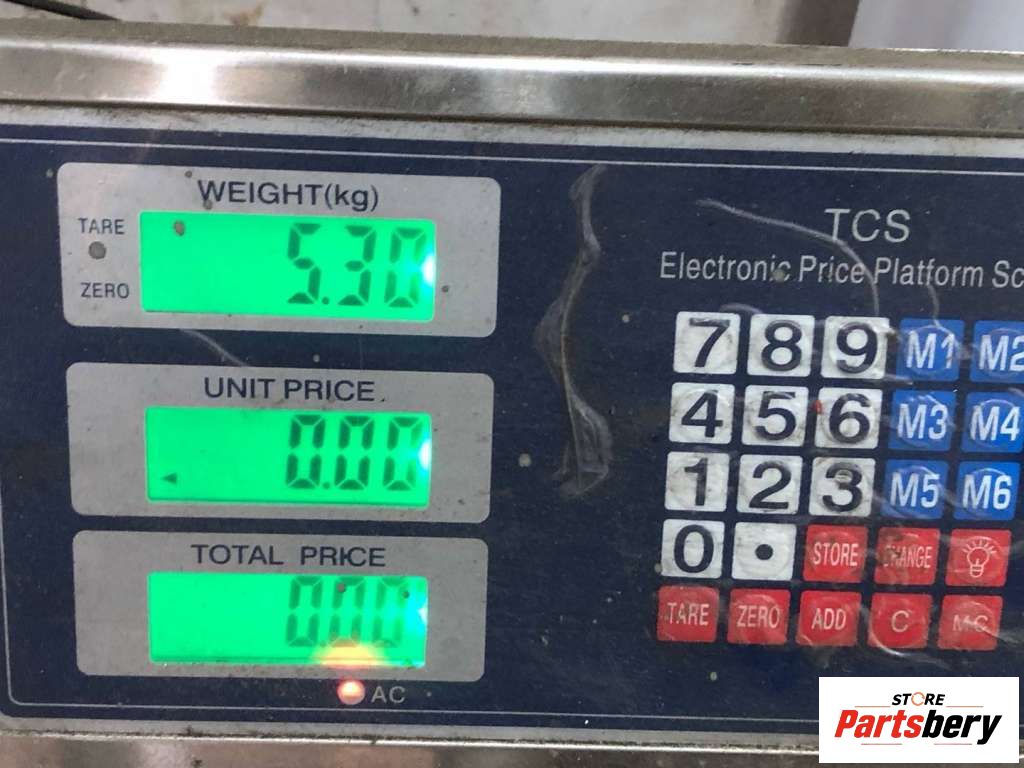 WEIGHT(kg)
TARE
ZERO
5.30
UNIT PRICE
0.00
TOTAL PRICE
0.00
AC
TCS
Electronic Price Platform Sc
7 8 9 M1 M2
4 5 6 M3 M4
1 2 3 M5 M6
0 . STORE CHANGE
TARE ZERO ADD C MC
STORE
Partsbery